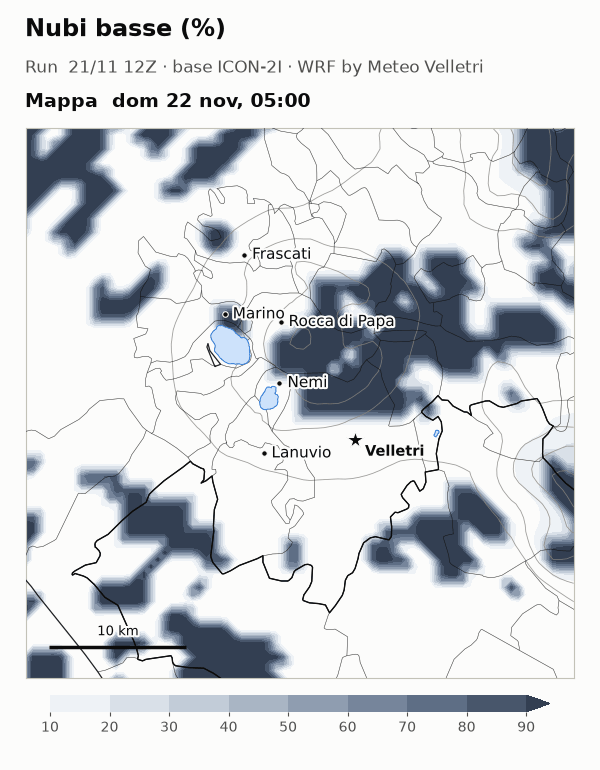 Nubi basse (%)
Run 21/11 12Z · base ICON-2I · WRF by Meteo Velletri
Mappa dom 22 nov, 05:00
Frascati
Marino
Rocca di Papa
Nemi
Lanuvio
Velletri
10 km
10 20 30 40 50 60 70 80 90